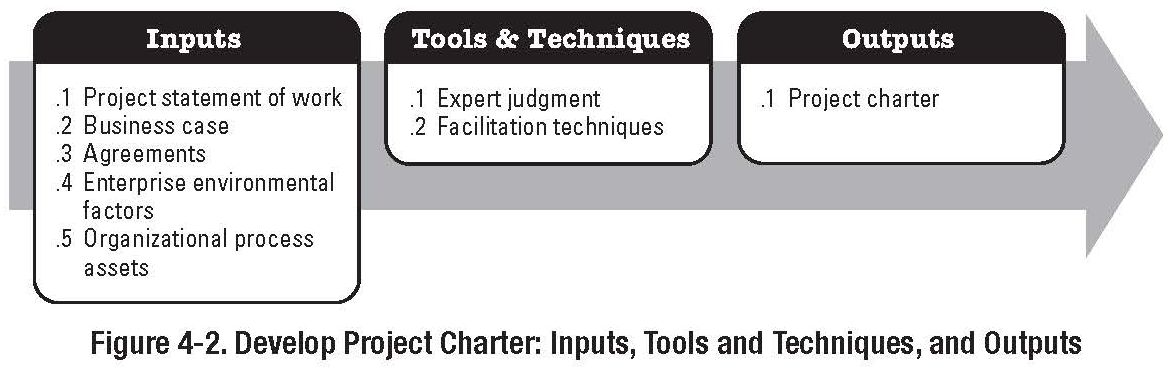 Inputs
.1 Project statement of work
.2 Business case
.3 Agreements
.4 Enterprise environmental
factors
.5 Organizational process
assets
Tools & Techniques
.1 Expert judgment
.2 Facilitation techniques
Outputs
.1 Project charter
Figure 4-2. Develop Project Charter: Inputs, Tools and Techniques, and Outputs